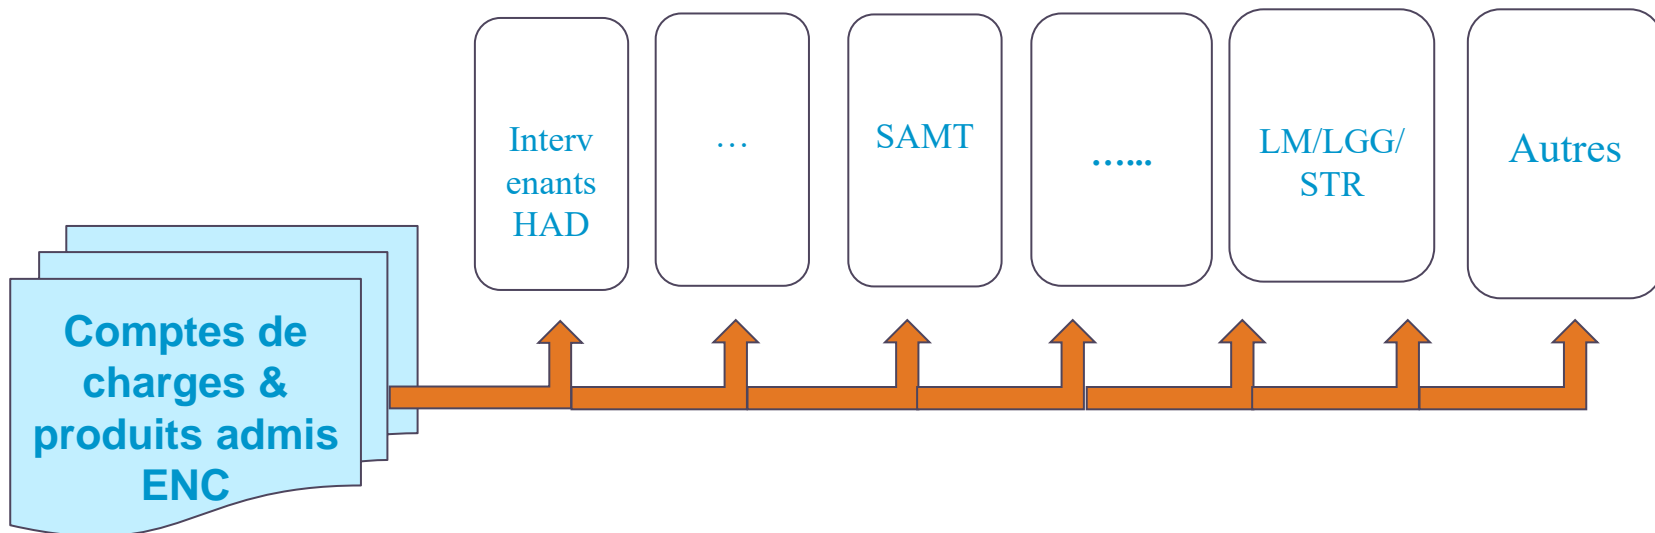 Interv
enants
HAD
…
SAMT
…...
LM/LGG/
STR
Autres
Comptes de
charges &
produits admis
ENC